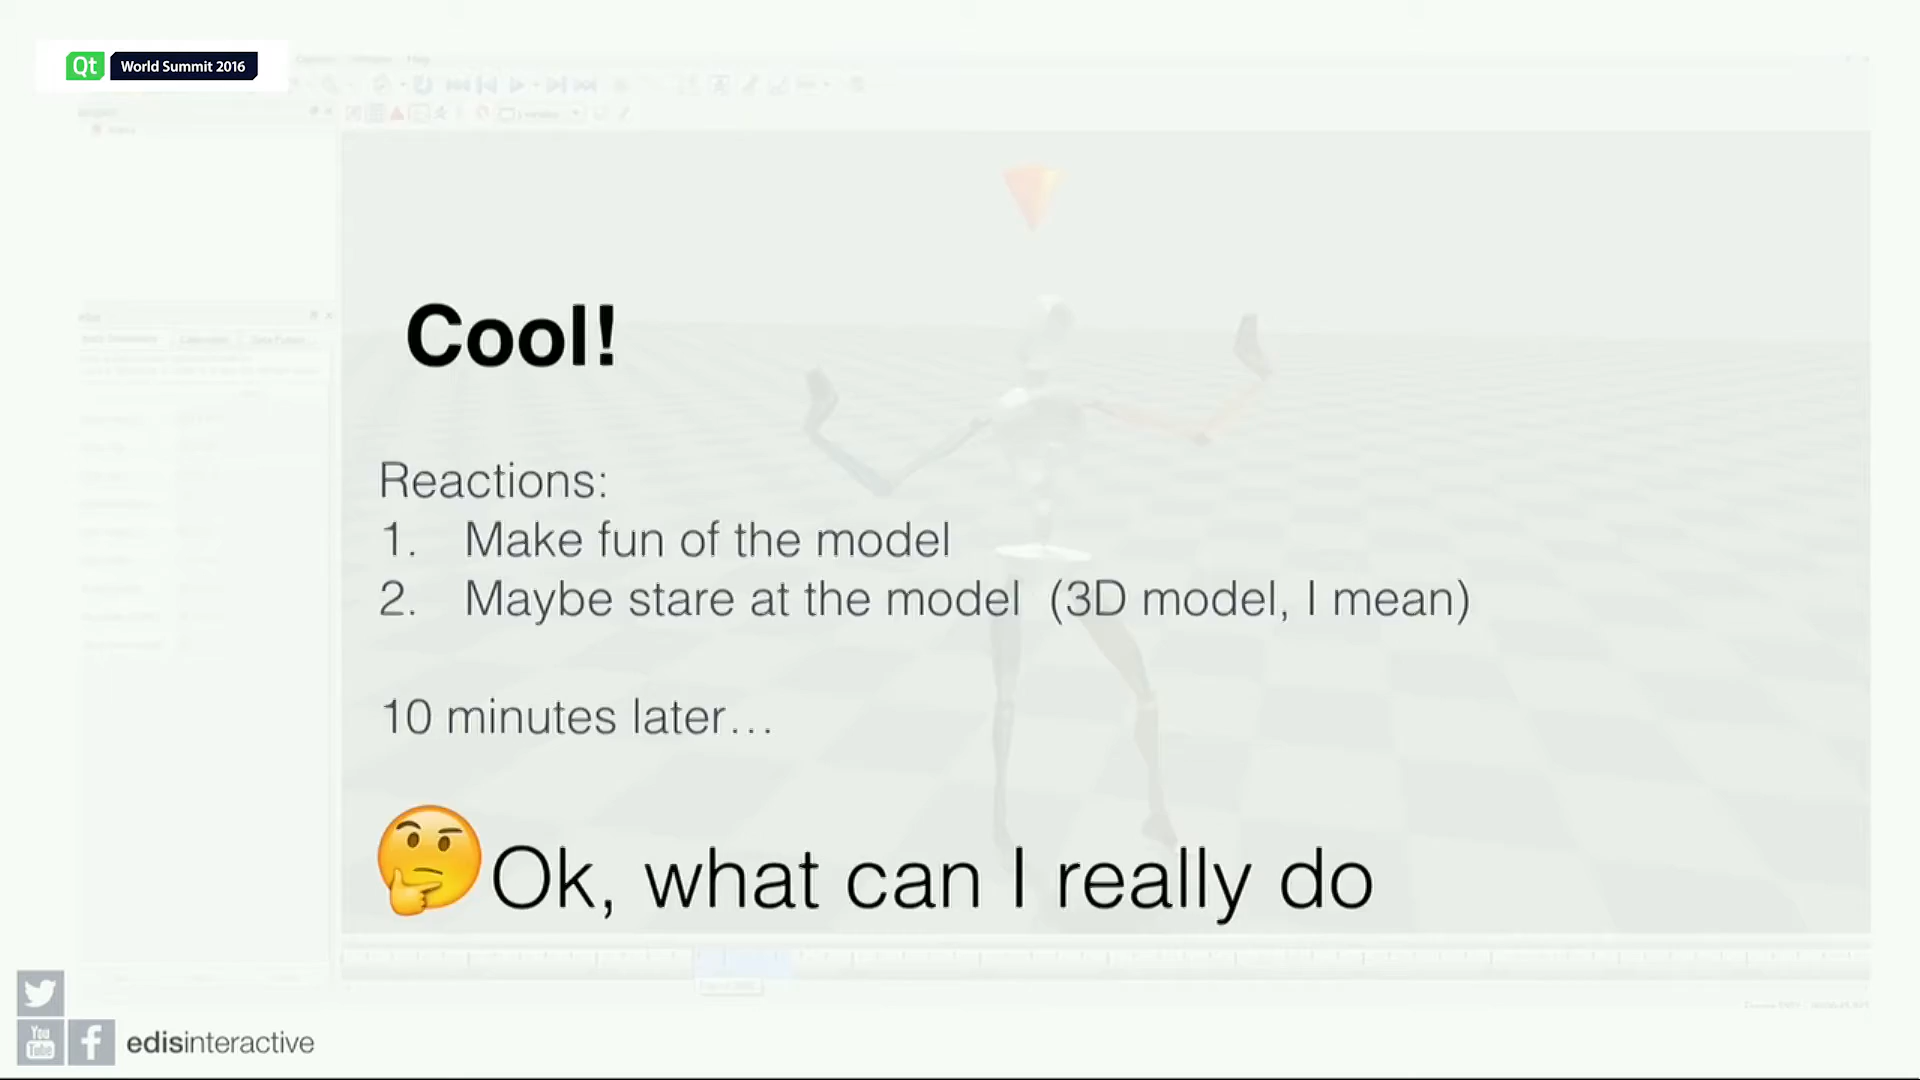 Qt World Summit 2016
Cool!
Reactions:
1. Make fun of the model
2. Maybe stare at the model (3D model, I mean)
10 minutes later...
Ok, what can I really do
You
Tube
edisinteractive